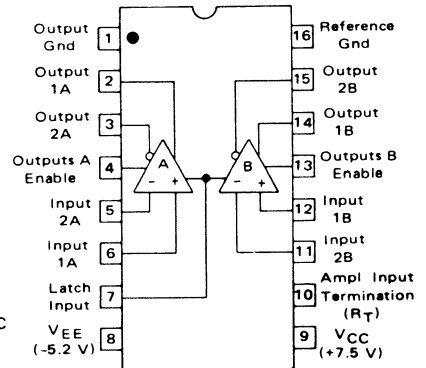 Output
Gnd
1
Output
1A
2
Output
2A
3
Outputs A
Enable
4
Input
2A
5
Input
1A
6
Latch
Input
7
VEE
(-5.2 V)
8
C
A
- +
B
- +
16
Reference
Gnd
15
Output
2B
14
Output
1B
13
Outputs B
Enable
12
Input
1B
11
Input
2B
10
Ampl Input
Termination
(RT)
9
VCC
(+7.5 V)